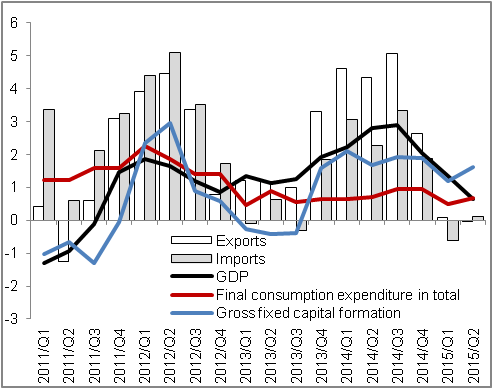 6
5
4
3
2
1
0
-1
-2
-3
Exports
Imports
GDP
Final consumption expenditure in total
Gross fixed capital formation
2011/Q1
2011/Q2
2011/Q3
2011/Q4
2012/Q1
2012/Q2
2012/Q3
2012/Q4
2013/Q1
2013/Q2
2013/Q3
2013/Q4
2014/Q1
2014/Q2
2014/Q3
2014/Q4
2015/Q1
2015/Q2